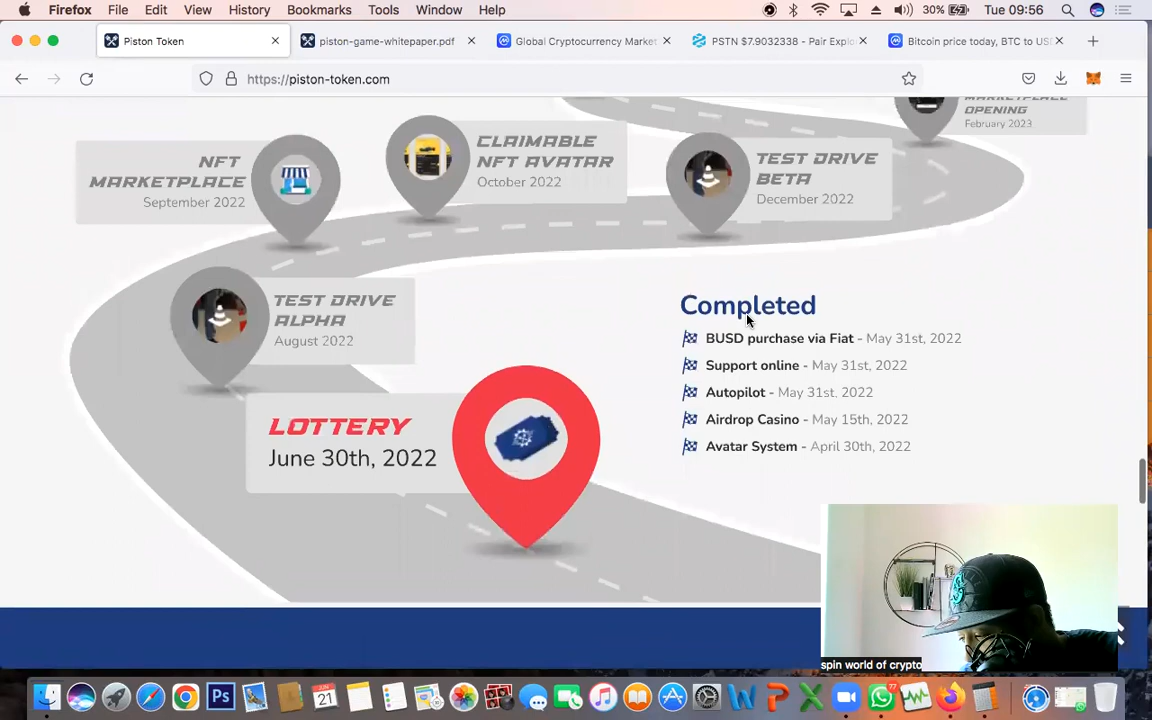 Firefox File Edit View History Bookmarks Tools Window Help
30% Tue 09:56
Piston Token
piston-game-whitepaper.pdf
Global Cryptocurrency Market
PSTN $7.9032338 - Pair Explo
Bitcoin price today, BTC to USD
https://piston-token.com
MARKETPLACE
OPENING
February 2023
NFT
MARKETPLACE
September 2022
CLAIMABLE
NFT AVATAR
October 2022
TEST DRIVE
BETA
December 2022
TEST DRIVE
ALPHA
August 2022
Completed
BUSD purchase via Fiat - May 31st, 2022
Support online - May 31st, 2022
Autopilot - May 31st, 2022
Airdrop Casino - May 15th, 2022
Avatar System - April 30th, 2022
LOTTERY
June 30th, 2022
spin world of crypto
JUN
21
77